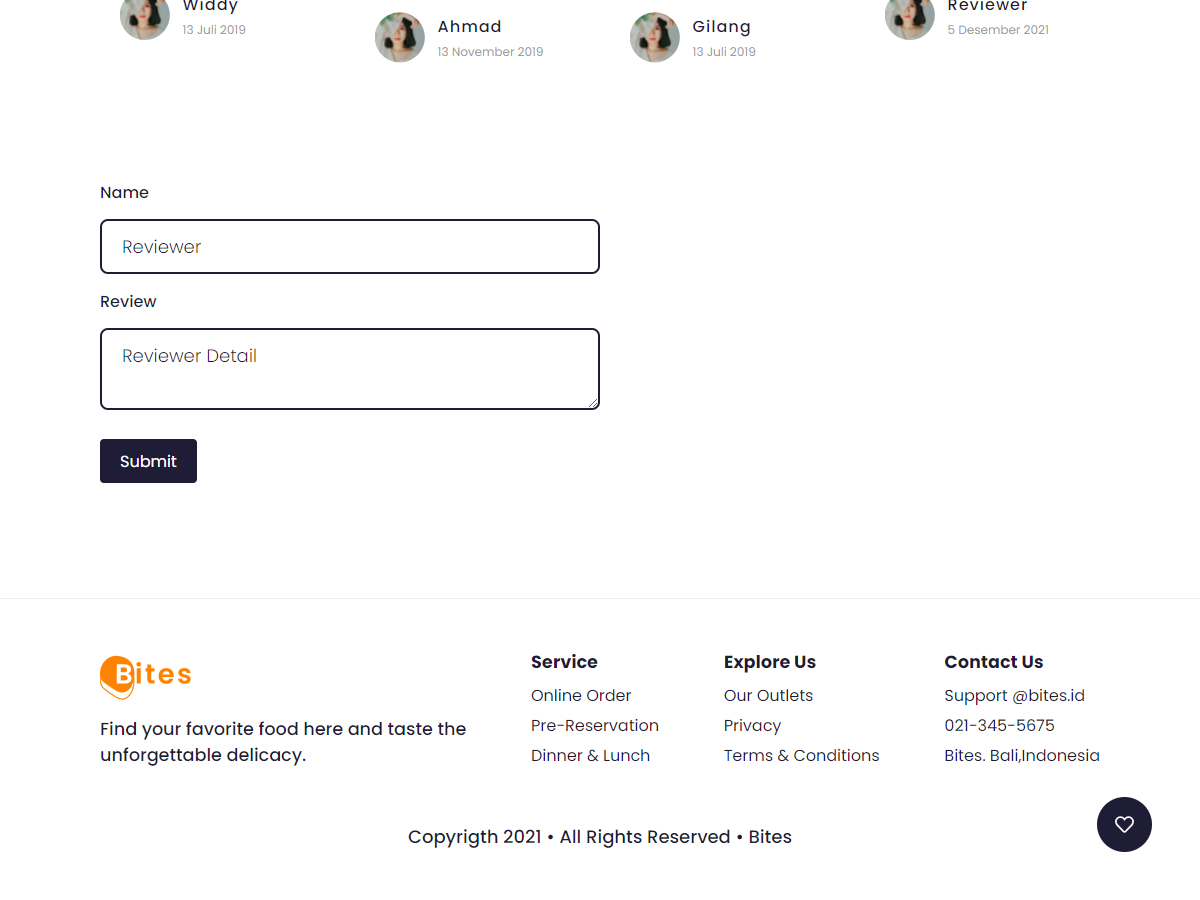 Widdy
13 Juli 2019
Ahmad
13 November 2019
Gilang
13 Juli 2019
Reviewer
5 Desember 2021
Name
Reviewer
Review
Reviewer Detail
Submit
Bites
Find your favorite food here and taste the
unforgettable delicacy.
Service
Online Order
Pre-Reservation
Dinner & Lunch
Explore Us
Our Outlets
Privacy
Terms & Conditions
Contact Us
Support @bites.id
021-345-5675
Bites. Bali,Indonesia
Copyrigth 2021 • All Rights Reserved • Bites